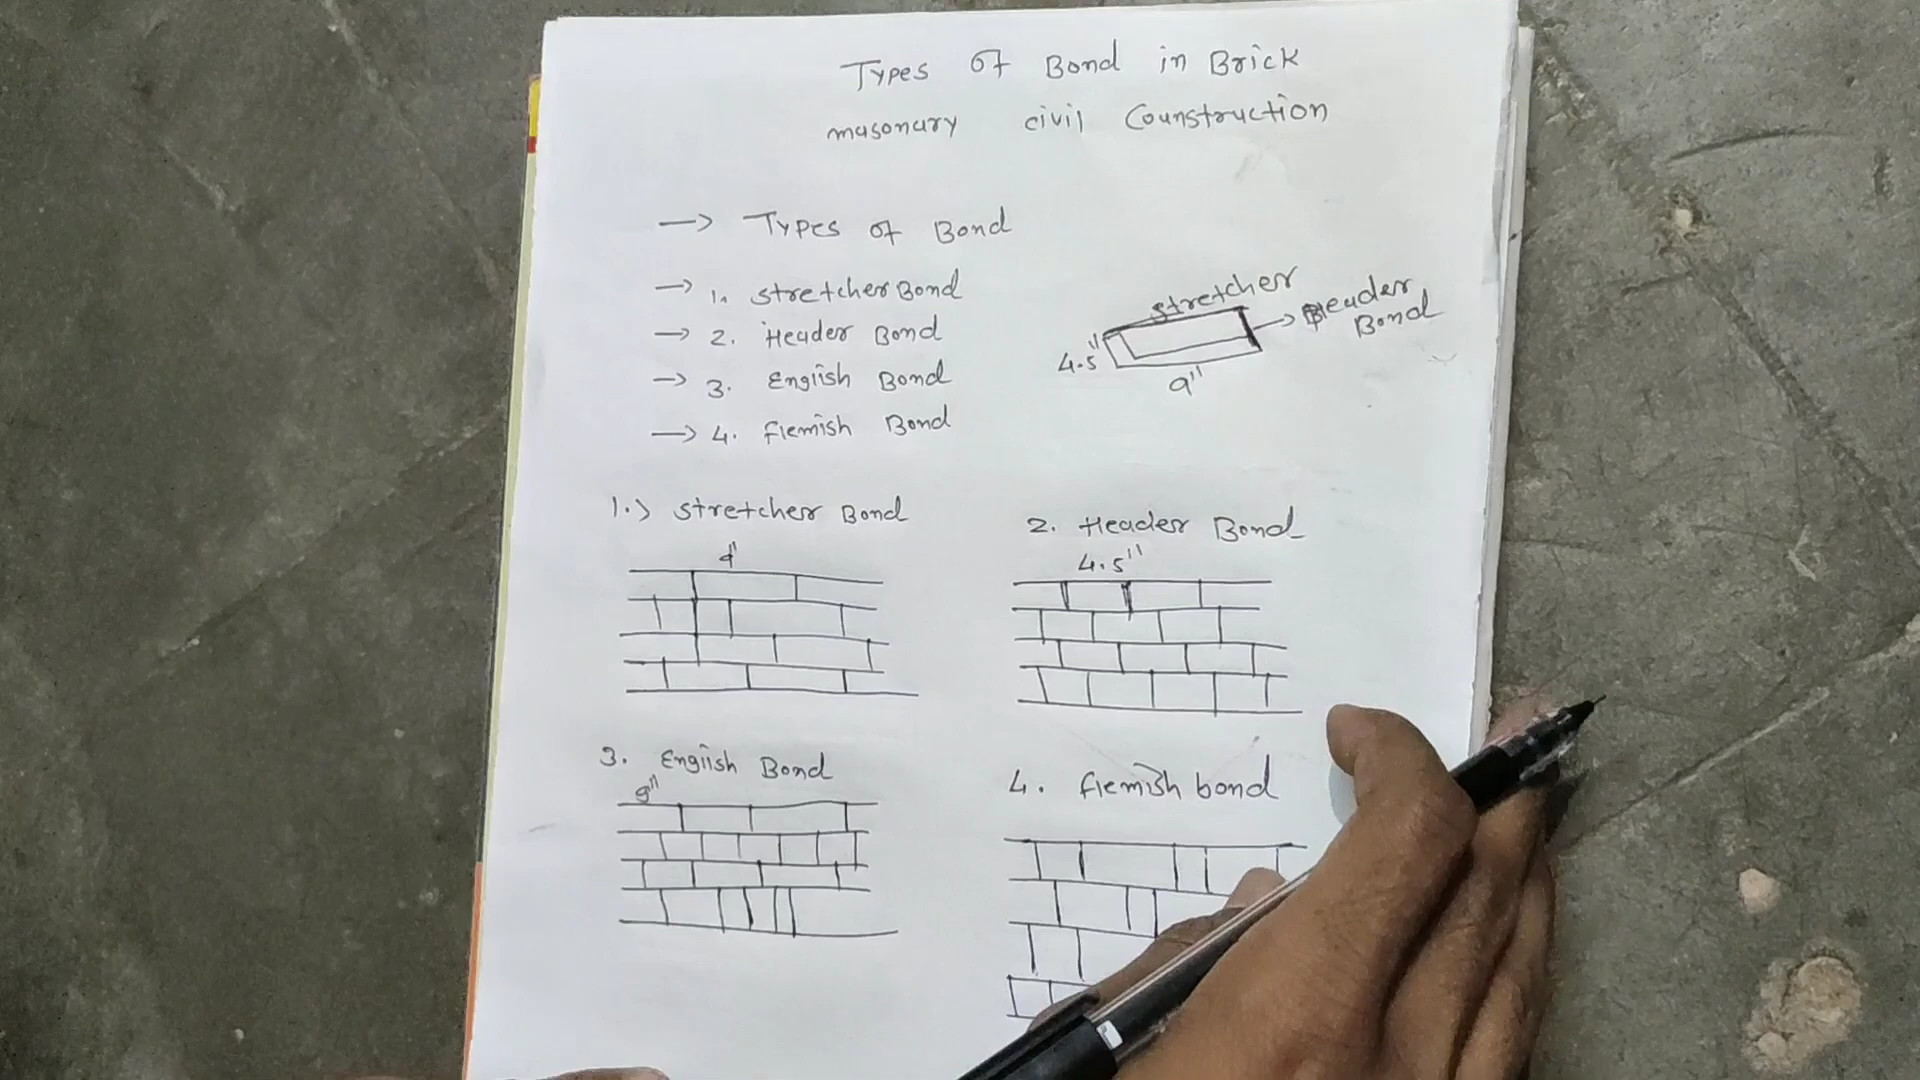 Types Of Bond in Brick
masonary civil Counstruction
→ Types of Bond
→ 1. Stretcher Bond
→ 2. Header Bond
→ 3. English Bond
→ 4. flemish Bond
stretcher
→ Header
Bond
4.5"
9"
1.> stretcher Bond
2. Header Bond
4.5"
3. English Bond
9"
4. flemish bond